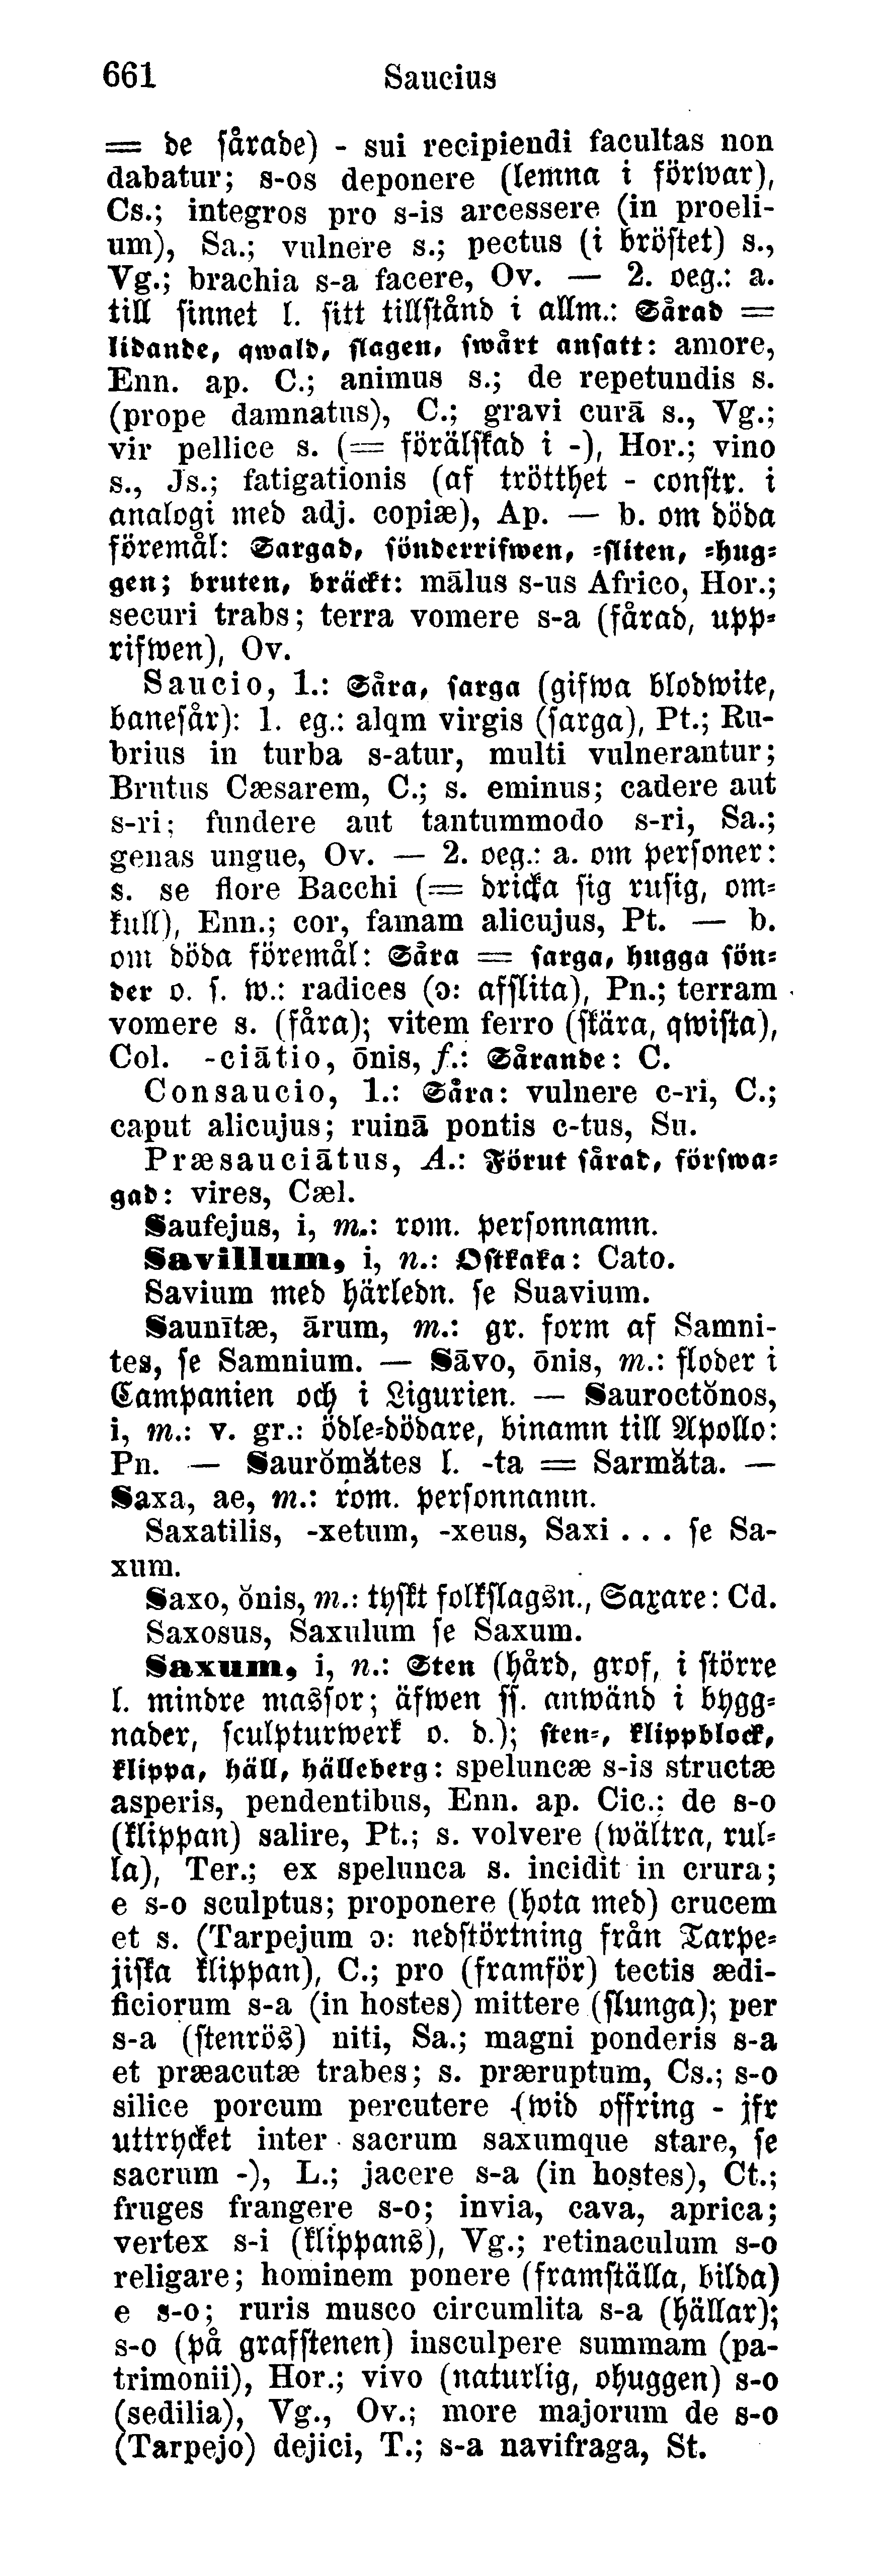 661 Saucius
= de sårade) - sui recipiendi facultas non
dabatur; s-os deponere (lemna i förwar),
Cs.; integros pro s-is arcessere (in proeli-
um), Sa.; vulnere s.; pectus (i bröstet) s.,
Vg.; brachia s-a facere, Ov. — 2. oeg.: a.
till sinnet l. sitt tillstånd i allm.: Sårad =
lidande, qwald, slagen, swårt ansatt: amore,
Enn. ap. C.; animus s.; de repetundis s.
(prope damnatus), C.; gravi curā s., Vg.;
vir pellice s. (= förälskad i -), Hor.; vino
s., Js.; fatigationis (af trötthet - constr. i
analogi med adj. copiæ), Ap. — b. om döda
föremål: Sargad, sönderrifwen, =sliten, =hug=
gen; bruten, bräckt: mālus s-us Africo, Hor.;
securi trabs; terra vomere s-a (fårad, upp=
rifwen), Ov.
Saucio, 1.: Såra, sarga (gifwa blodwite,
banesår): 1. eg.: alqm virgis (sarga), Pt.; Ru-
brius in turba s-atur, multi vulnerantur;
Brutus Cæsarem, C.; s. eminus; cadere aut
s-ri; fundere aut tantummodo s-ri, Sa.;
genas ungue, Ov. — 2. oeg.: a. om personer:
s. se flore Bacchi (= dricka sig rusig, om=
kull), Enn.; cor, famam alicujus, Pt. — b.
om döda föremål: Såra = sarga, hugga sön=
der o. s. w.: radices (ɔ: afslita), Pn.; terram
vomere s. (fåra); vitem ferro (skära, qwista),
Col. -ciātio, ōnis, f.: Sårande: C.
Consaucio, 1.: Såra: vulnere c-ri, C.;
caput alicujus; ruinā pontis c-tus, Su.
Præsauciātus, A.: Förut sårad, förswa=
gad: vires, Cæl.
Saufejus, i, m.: rom. personnamn.
Savillum, i, n.: Ostkaka: Cato.
Savium med härledn. se Suavium.
Saunītæ, ārum, m.: gr. form af Samni-
tes, se Samnium. — Sāvo, ōnis, m.: floder i
Campanien och i Ligurien. — Sauroctŏnos,
i, m.: v. gr.: ödle=dödare, binamn till Apollo:
Pn. — Saurŏmătes l. -ta = Sarmăta. —
Saxa, ae, m.: rom. personnamn.
Saxatilis, -xetum, -xeus, Saxi . . . se Sa-
xum.
Saxo, ŏnis, m.: tyskt folkslagsn., Saxare: Cd.
Saxosus, Saxulum se Saxum.
Saxum, i, n.: Sten (hård, grof, i större
l. mindre massor; äfwen ss. anwänd i bygg=
nader, sculpturwerk o. d.); sten=, klippblock,
klippa, häll, hälleberg: speluncæ s-is structæ
asperis, pendentibus, Enn. ap. Cic.; de s-o
(klippan) salire, Pt.; s. volvere (wältra, rul=
la), Ter.; ex spelunca s. incidit in crura;
e s-o sculptus; proponere (hota med) crucem
et s. (Tarpejum ɔ: nedstörtning från Tarpe=
jiska klippan), C.; pro (framför) tectis ædi-
ficiorum s-a (in hostes) mittere (slunga); per
s-a (stenrös) niti, Sa.; magni ponderis s-a
et præacutæ trabes; s. præruptum, Cs.; s-o
silice porcum percutere (wid offring - jfr
uttrycket inter sacrum saxumque stare, se
sacrum -), L.; jacere s-a (in hostes), Ct.;
fruges frangere s-o; invia, cava, aprica;
vertex s-i (klippans), Vg.; retinaculum s-o
religare; hominem ponere (framställa, bilda)
e s-o; ruris musco circumlita s-a (hällar);
s-o (på grafstenen) insculpere summam (pa-
trimonii), Hor.; vivo (naturlig, ohuggen) s-o
(sedilia), Vg., Ov.; more majorum de s-o
(Tarpejo) dejici, T.; s-a navifraga, St.